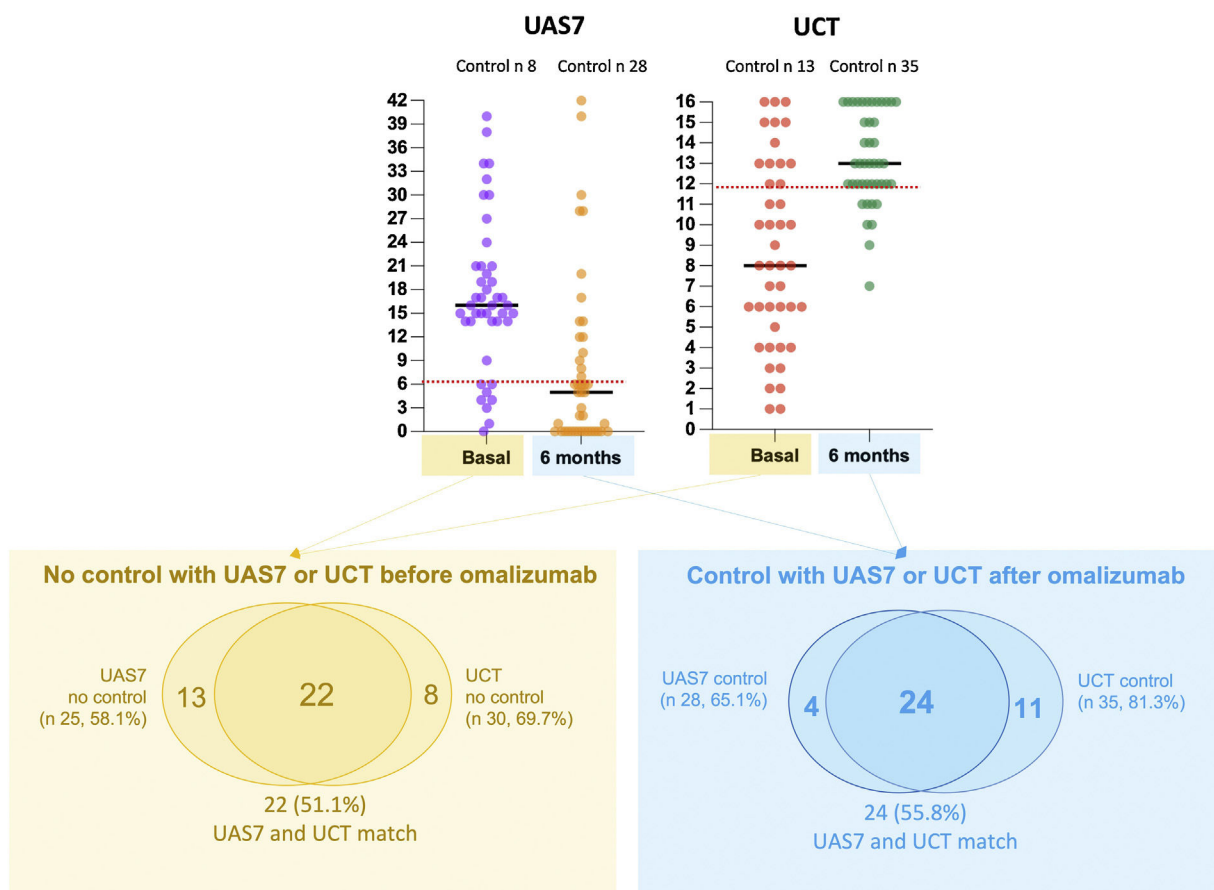 UAS7
UCT
Control n 8
Control n 28
Control n 13
Control n 35
42
39
36
33
30
27
24
21
18
15
12
9
6
3
0
16
15
14
13
12
11
10
9
8
7
6
5
4
3
2
1
0
Basal
6 months
Basal
6 months
No control with UAS7 or UCT before omalizumab
UAS7
no control
(n 25, 58.1%)
13
22
8
UCT
no control
(n 30, 69.7%)
22 (51.1%)
UAS7 and UCT match
Control with UAS7 or UCT after omalizumab
UAS7 control
(n 28, 65.1%)
4
24
11
UCT control
(n 35, 81.3%)
24 (55.8%)
UAS7 and UCT match